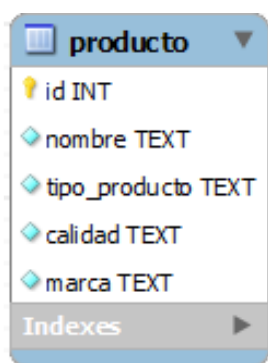 producto
id INT
nombre TEXT
tipo_producto TEXT
calidad TEXT
marca TEXT
Indexes